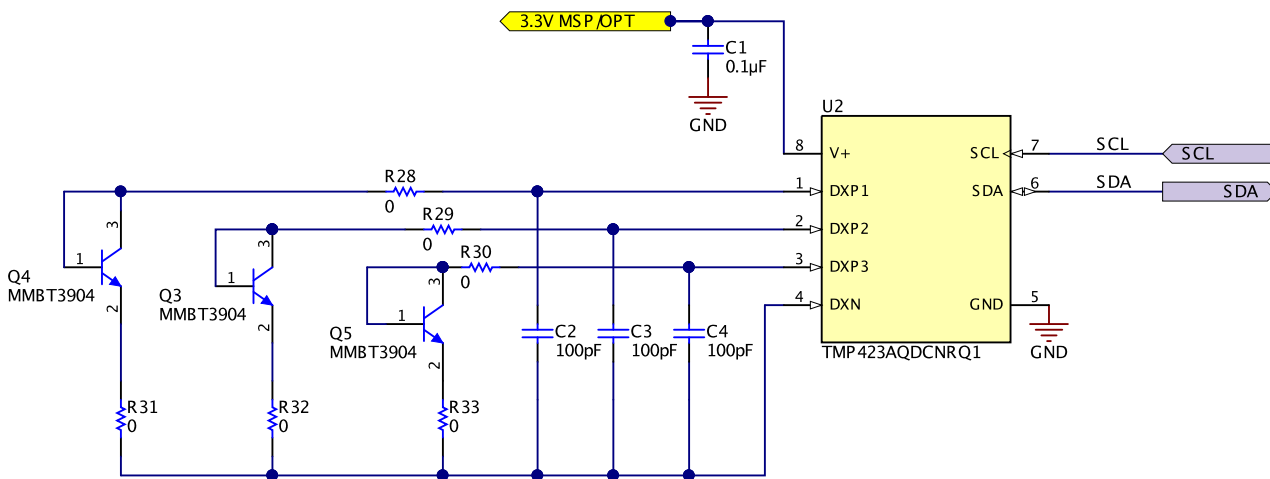 3.3V MSP/OPT
C1
0.1µF
GND
U2
8 V+ SCL 7 SCL SCL
R28
0
1 DXP1 SDA 6 SDA SDA
R29
0
2 DXP2
R30
0
3 DXP3
4 DXN GND 5
GND
TMP423AQDCNRQ1
3
1
Q4
MMBT3904
2
3
1
Q3
MMBT3904
2
3
1
Q5
MMBT3904
2
C2
100pF
C3
100pF
C4
100pF
R31
0
R32
0
R33
0